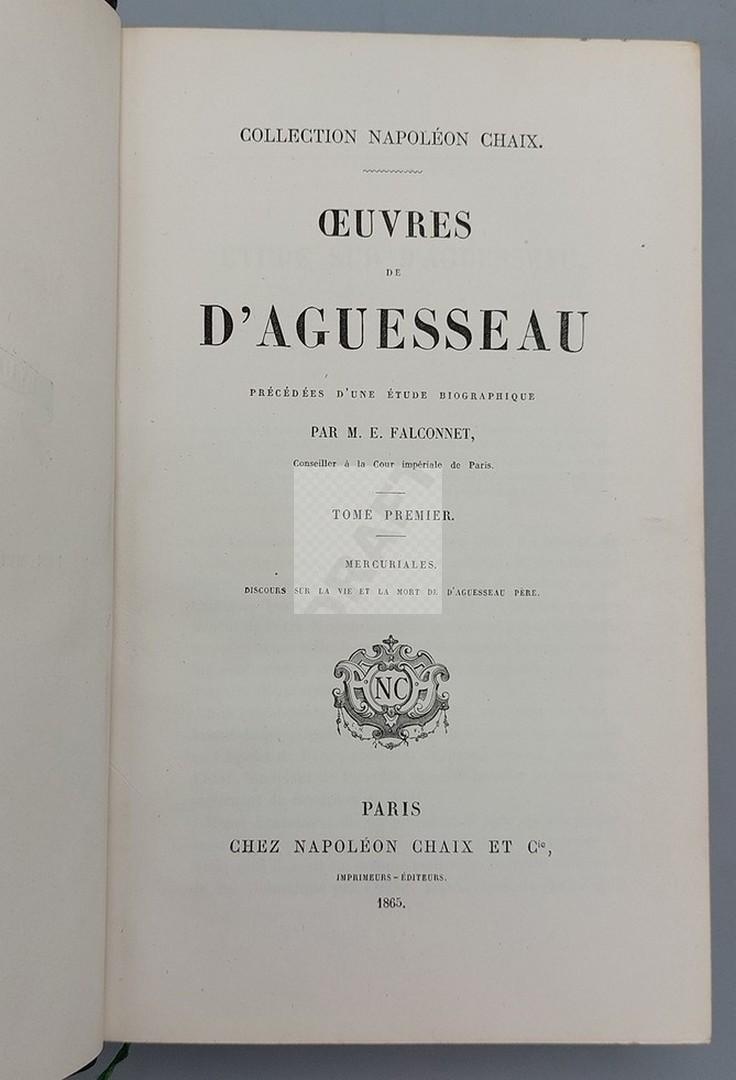 COLLECTION NAPOLÉON CHAIX.
ŒUVRES
DE
D'AGUESSEAU
PRÉCÉDÉES D'UNE ÉTUDE BIOGRAPHIQUE
PAR M. E. FALCONNET,
Conseiller à la Cour impériale de Paris.
TOME PREMIER.
MERCURIALES.
DISCOURS SUR LA VIE ET LA MORT DE D'AGUESSEAU PÈRE.
NC
PARIS
CHEZ NAPOLÉON CHAIX ET Cie,
IMPRIMEURS-ÉDITEURS.
1865.